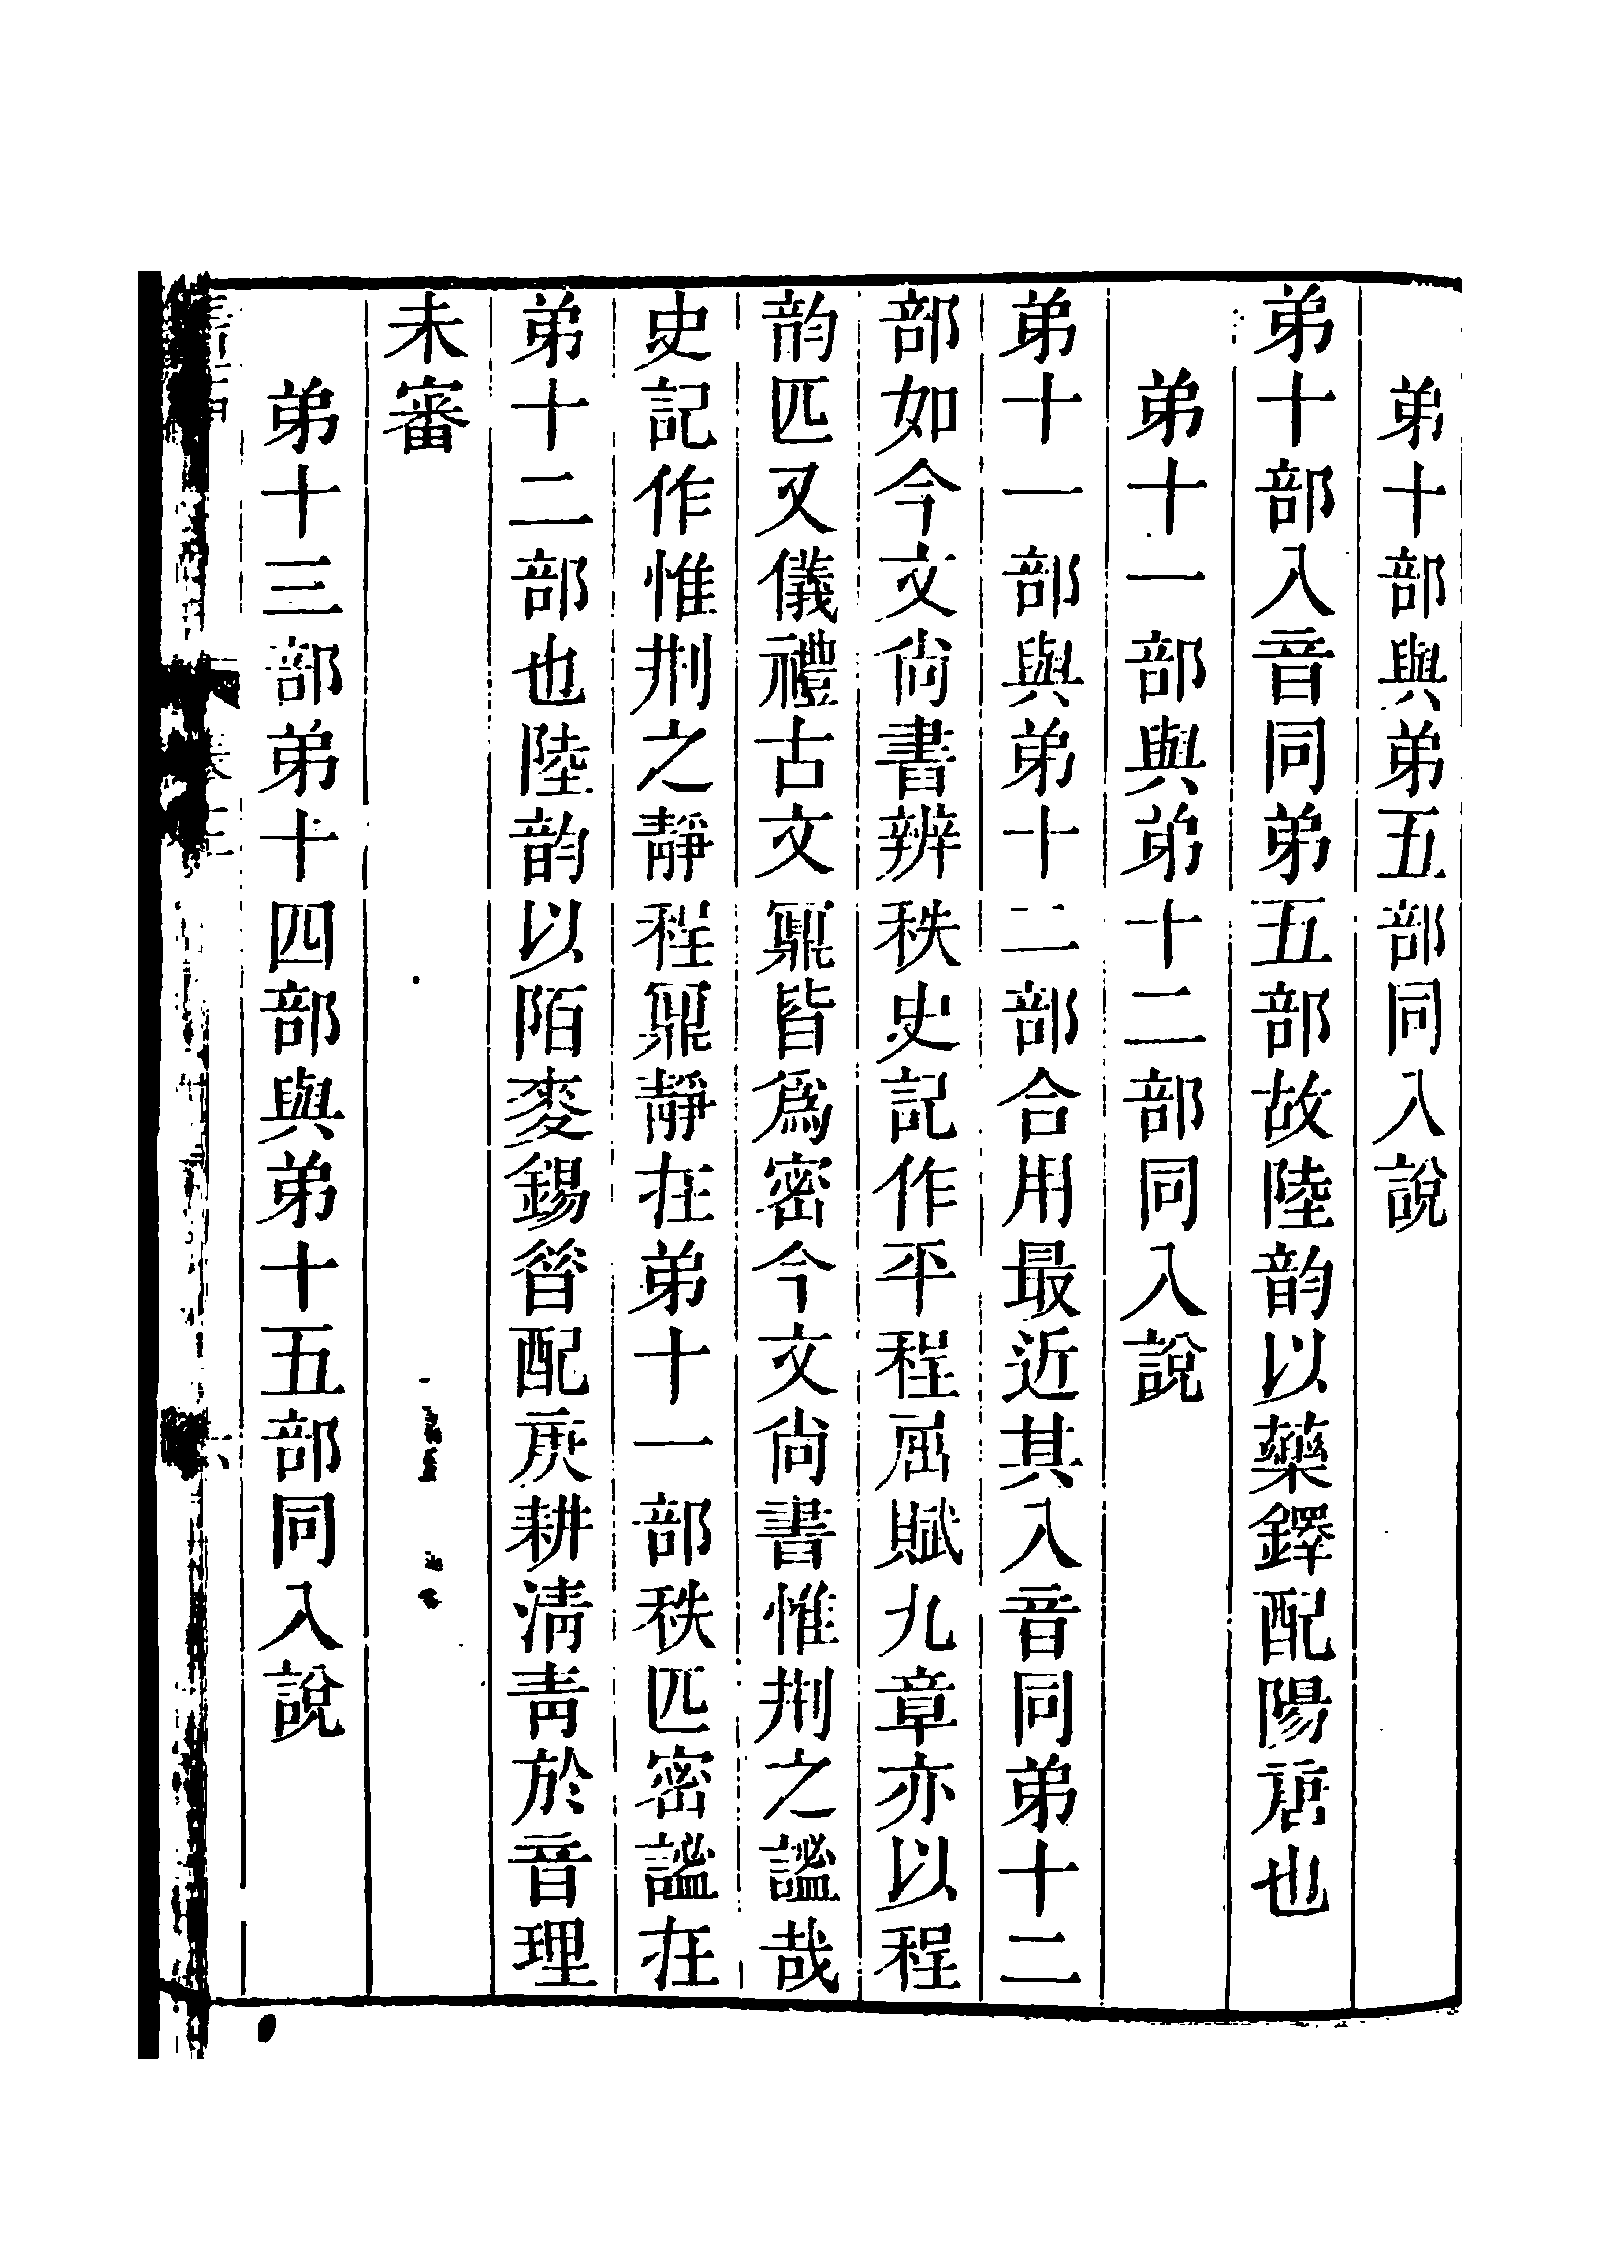 弟十部與弟五部同入說
弟十部入音同弟五部故陸韵以藥鐸配陽唐也
弟十一部與弟十二部同入說
弟十一部與弟十二部合用最近其入音同弟十二
部如今文尙書辨秩史記作平程屈賦九章亦以程
韵匹又儀禮古文鼏皆爲密今文尙書惟㓝之謐哉
史記作惟㓝之靜程鼏靜在弟十一部秩匹密謐在
弟十二部也陸韵以陌麥錫㫺配庚耕淸靑於音理
未審
弟十三部弟十四部與弟十五部同入說